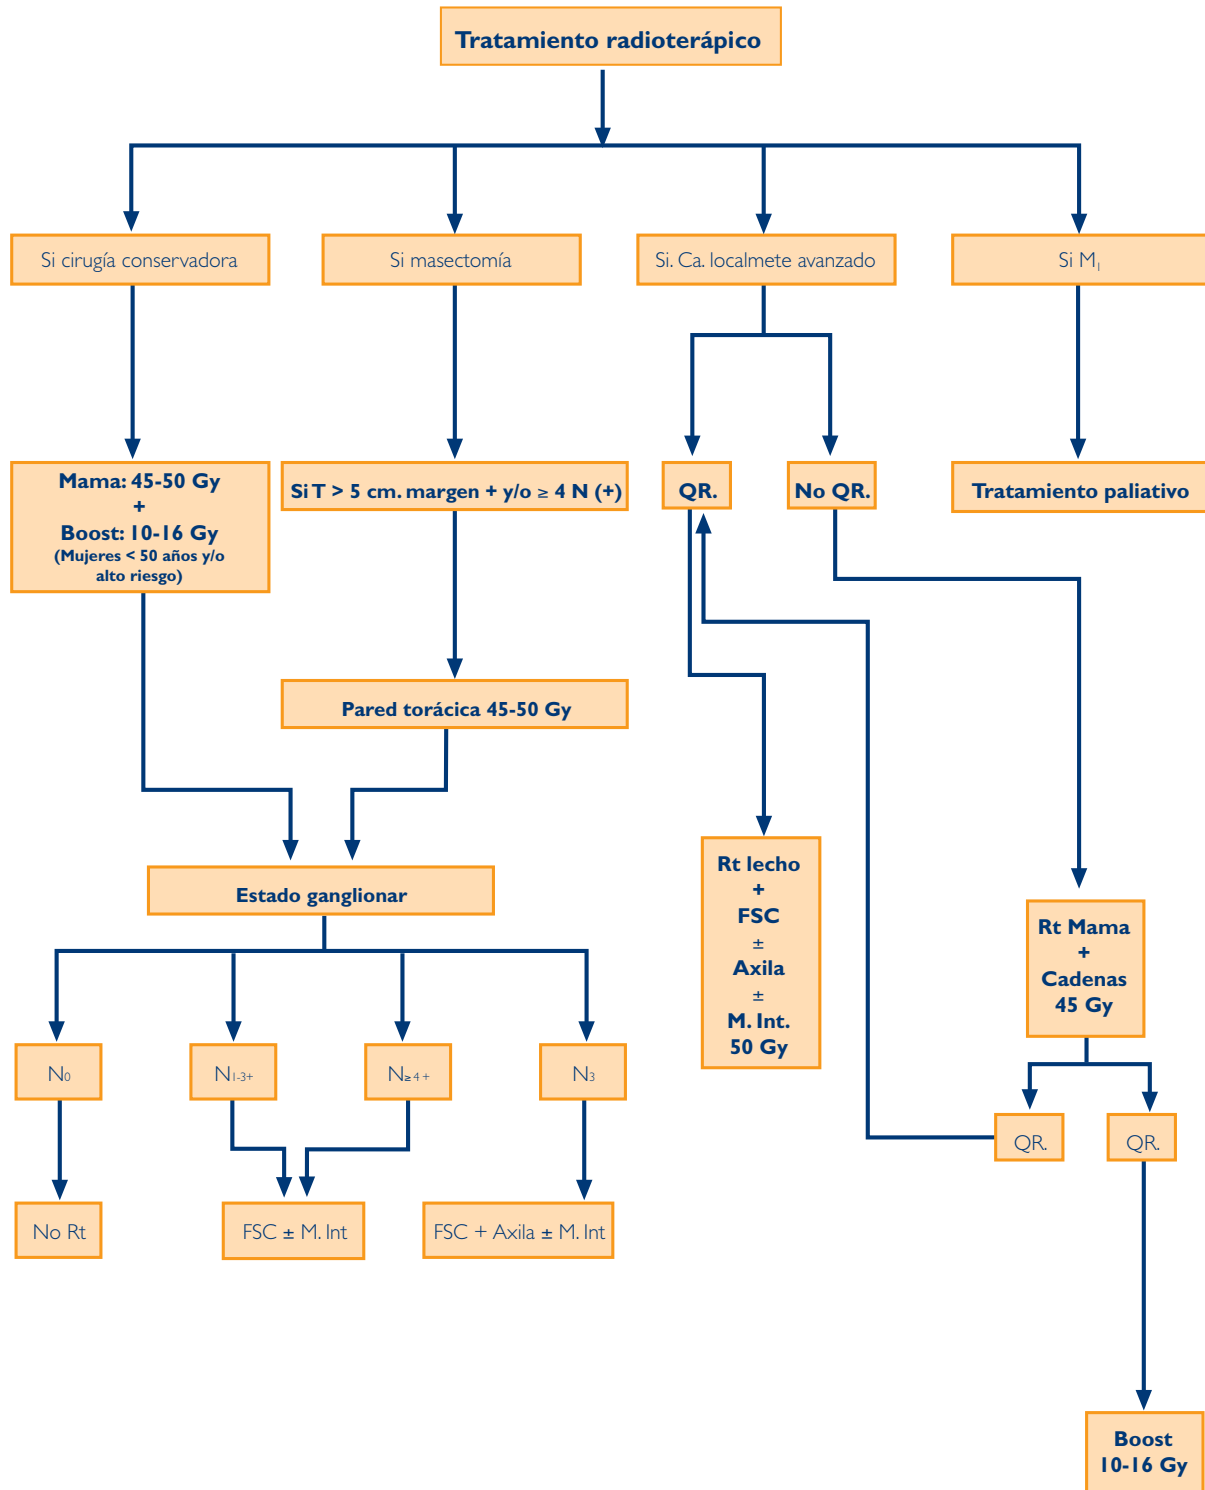 Tratamiento radioterápico
Si cirugía conservadora
Si masectomía
Si. Ca. localmete avanzado
Si M₁
Mama: 45-50 Gy
+
Boost: 10-16 Gy
(Mujeres < 50 años y/o
alto riesgo)
Si T > 5 cm. margen + y/o ≥ 4 N (+)
QR.
No QR.
Tratamiento paliativo
Pared torácica 45-50 Gy
Estado ganglionar
Rt lecho
+
FSC
±
Axila
±
M. Int.
50 Gy
Rt Mama
+
Cadenas
45 Gy
N₀
N₁₋₃₊
N≥ 4 +
N₃
QR.
QR.
No Rt
FSC ± M. Int
FSC + Axila ± M. Int
Boost
10-16 Gy